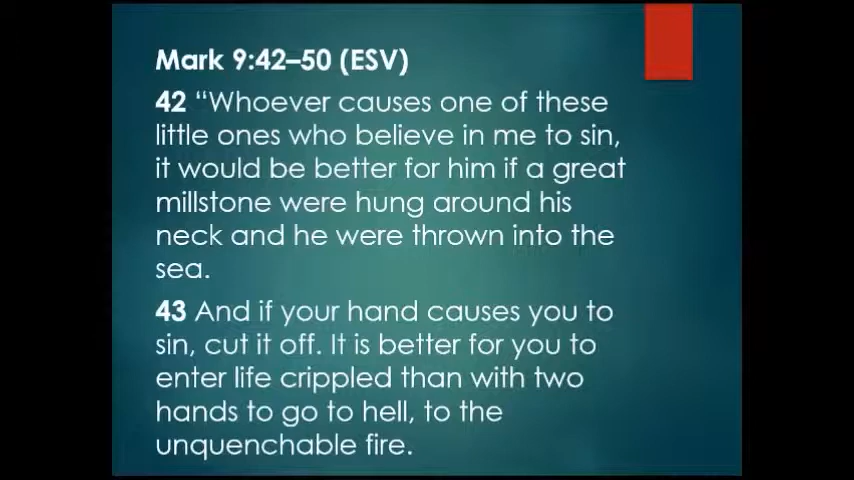 Mark 9:42–50 (ESV)
42 “Whoever causes one of these
little ones who believe in me to sin,
it would be better for him if a great
millstone were hung around his
neck and he were thrown into the
sea.
43 And if your hand causes you to
sin, cut it off. It is better for you to
enter life crippled than with two
hands to go to hell, to the
unquenchable fire.